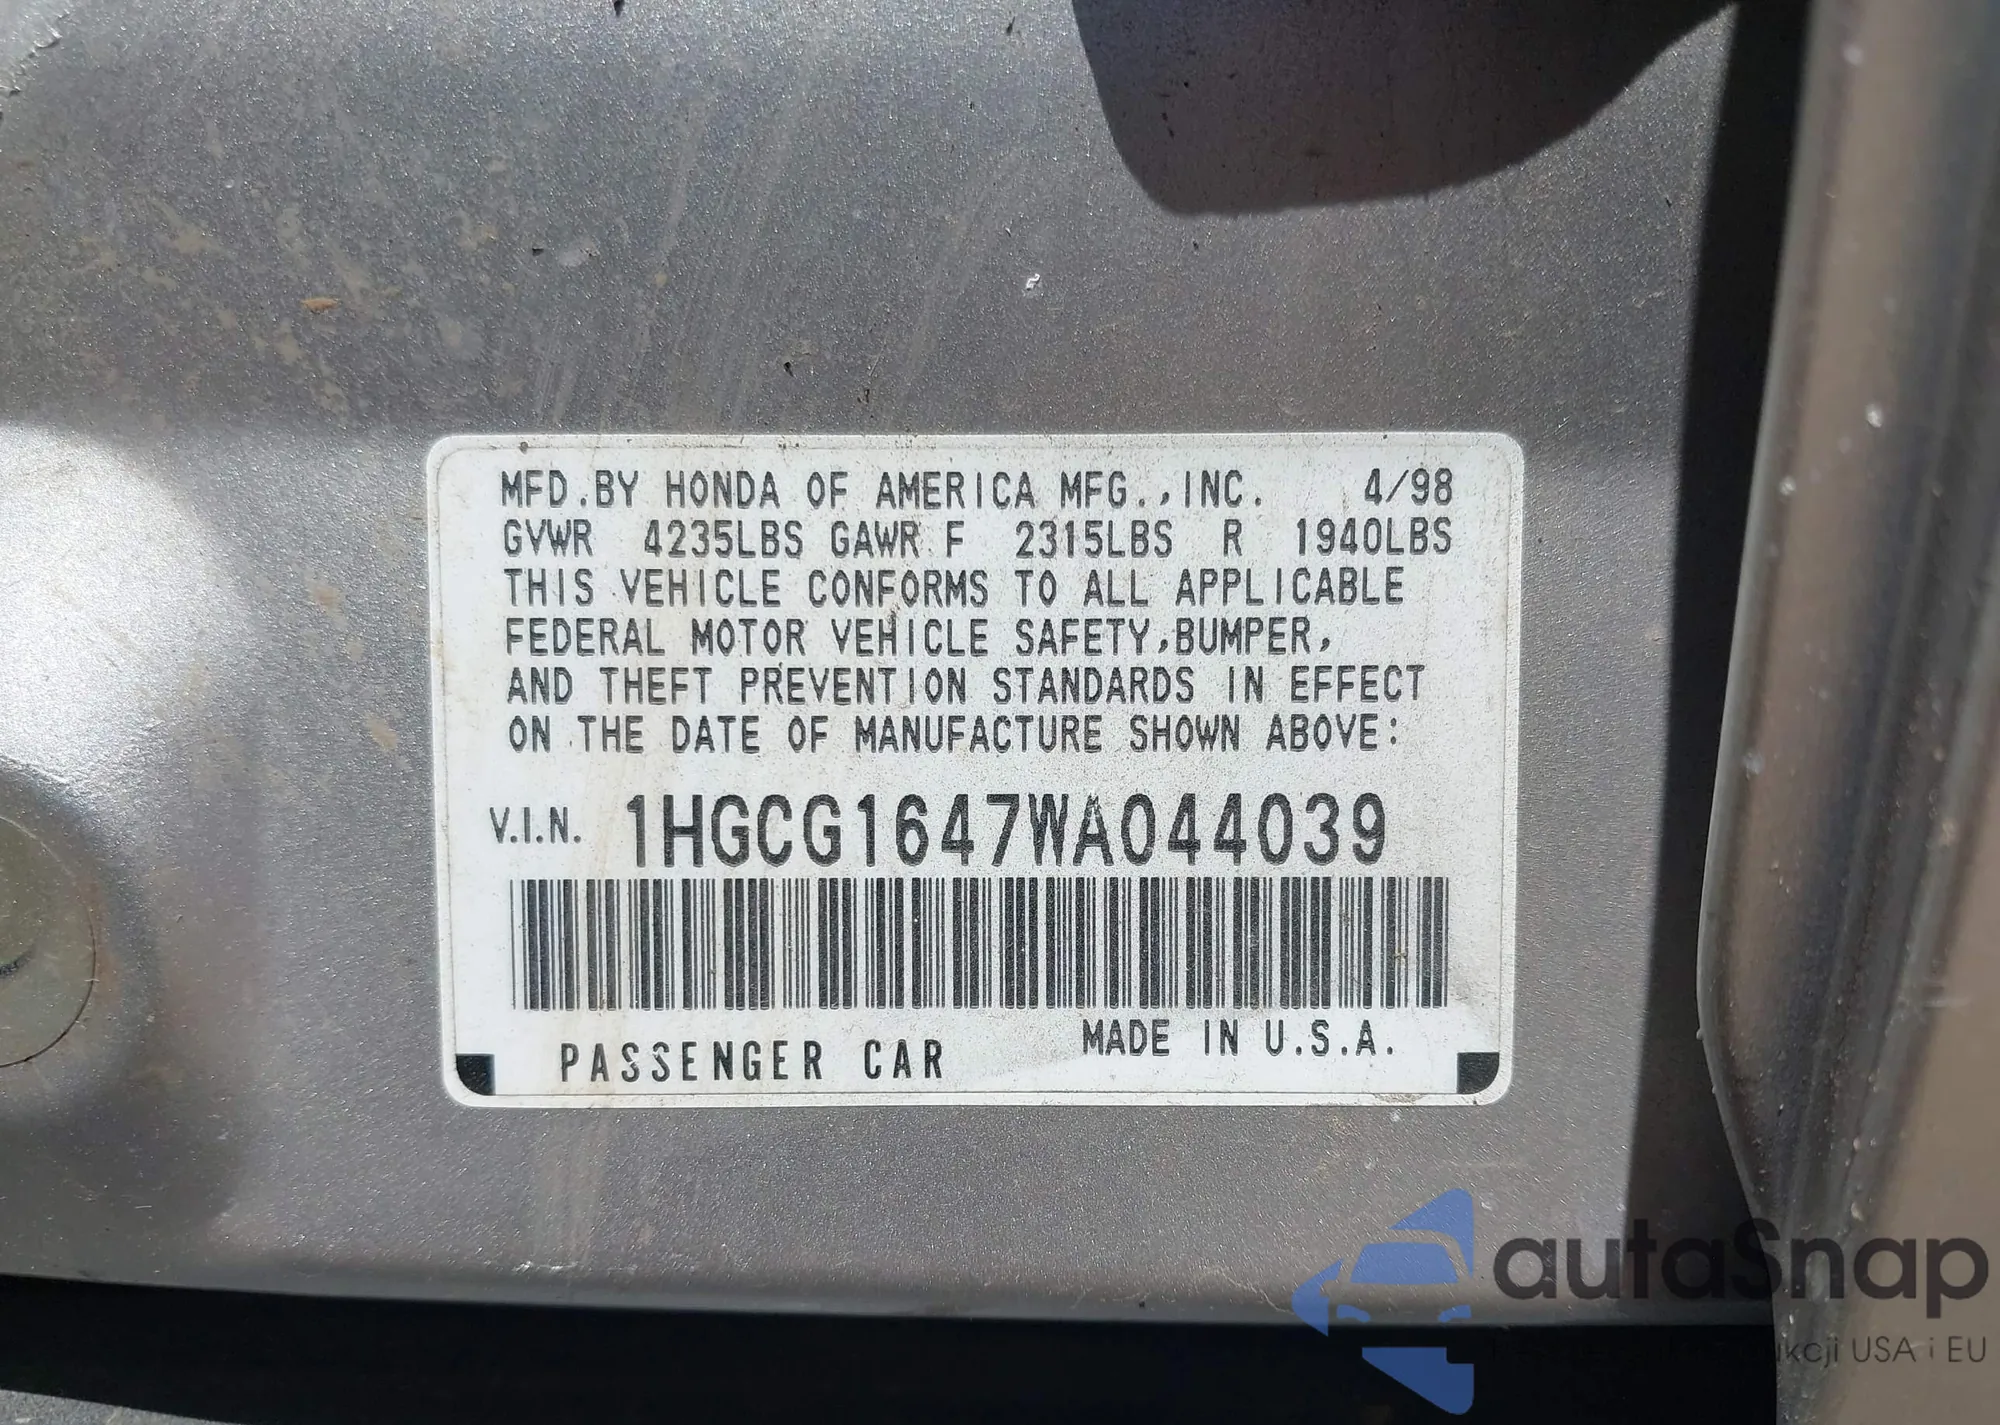 MFD.BY HONDA OF AMERICA MFG.,INC. 4/98
GVWR 4235LBS GAWR F 2315LBS R 1940LBS
THIS VEHICLE CONFORMS TO ALL APPLICABLE
FEDERAL MOTOR VEHICLE SAFETY,BUMPER,
AND THEFT PREVENTION STANDARDS IN EFFECT
ON THE DATE OF MANUFACTURE SHOWN ABOVE:
V.I.N. 1HGCG1647WA044039
PASSENGER CAR
MADE IN U.S.A.
autaSnap
USA i EU